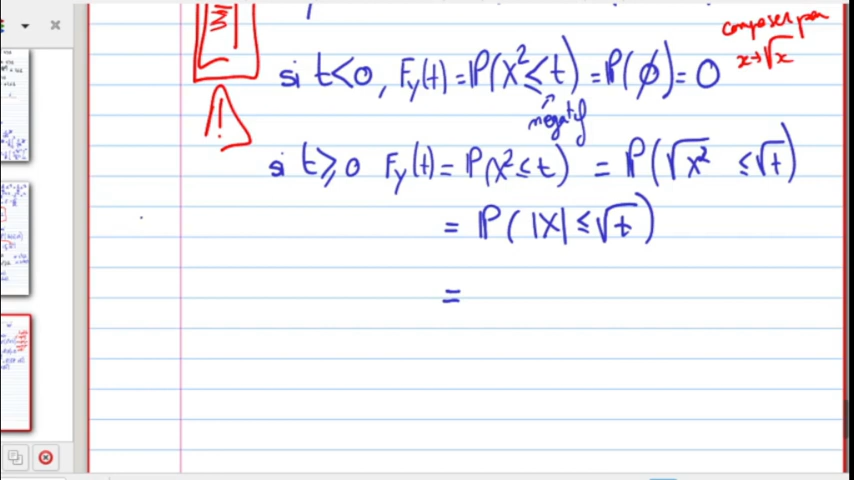 composer par
x→√x
si t<0, F_Y(t) = ℙ(X² ≤ t) = ℙ(∅) = 0
négatif
si t⩾0 F_Y(t) = P(X² ≤ t) = ℙ(√X² ≤ √t)
= ℙ(|X| ≤ √t)
=